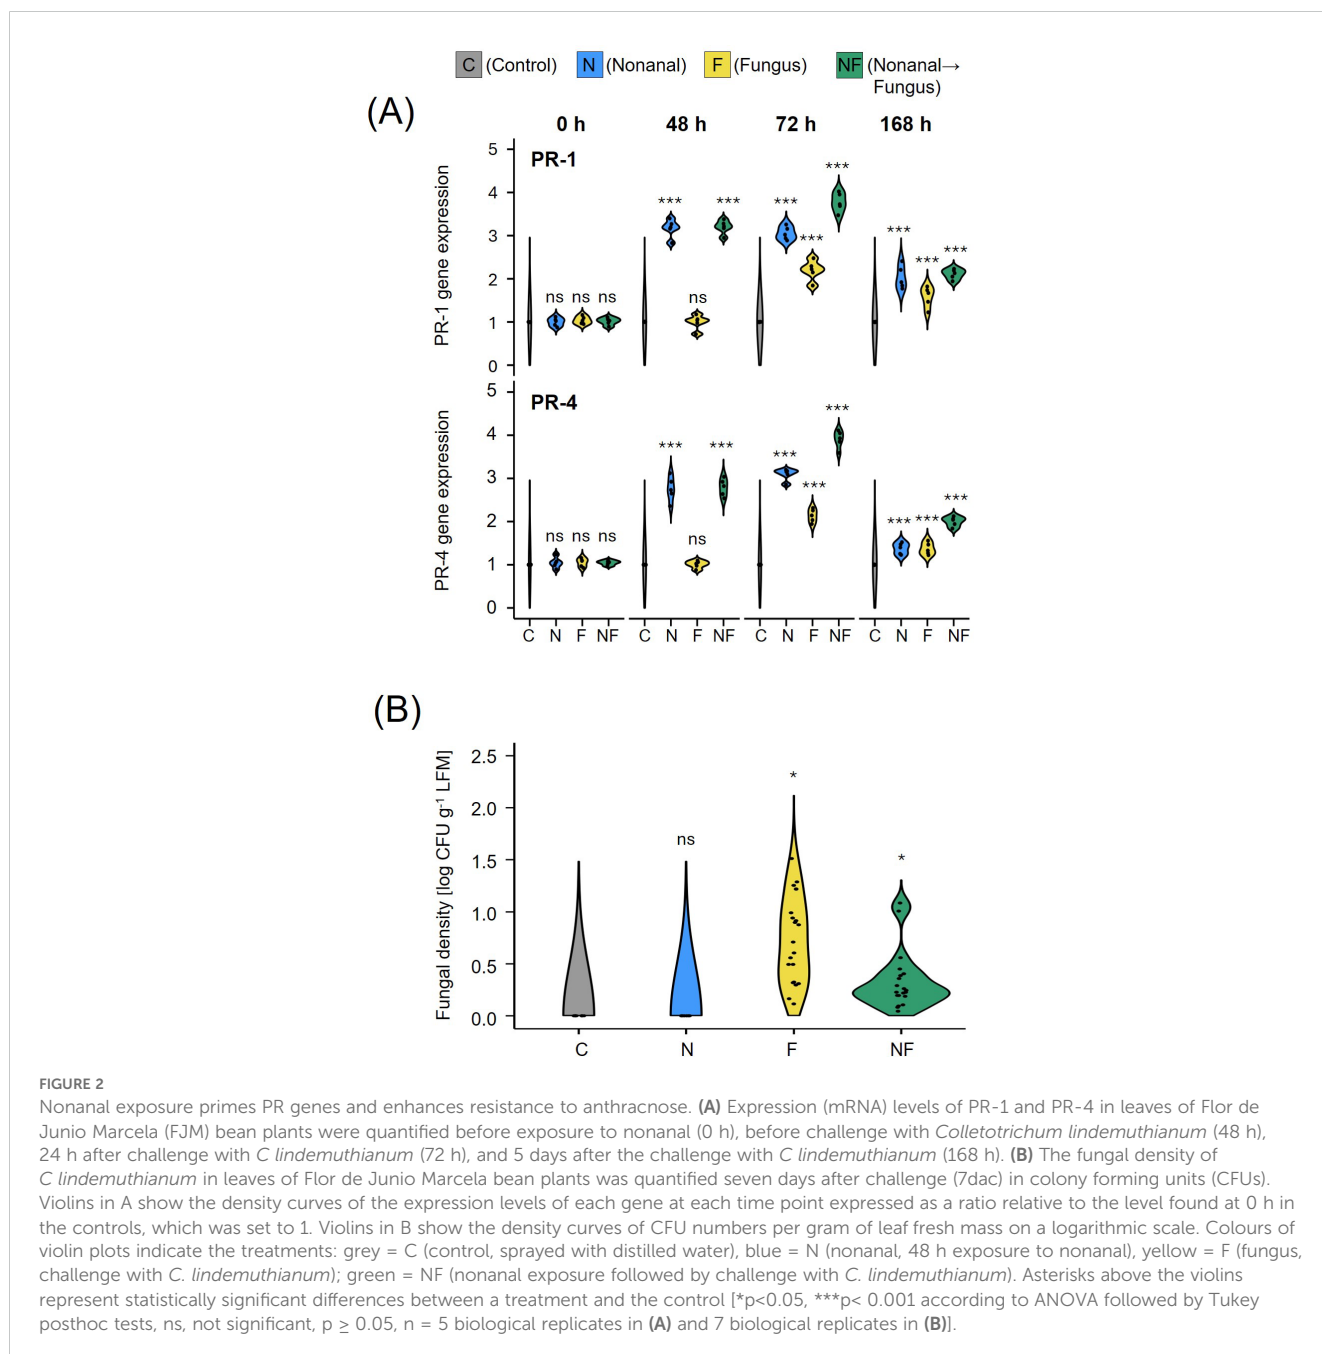 C (Control) N (Nonanal) F (Fungus) NF (Nonanal→
Fungus)
(A)
0 h 48 h 72 h 168 h
PR-1
PR-1 gene expression
5
4
3
2
1
0
ns ns ns
*** ns ***
*** *** ***
*** *** ***
PR-4
PR-4 gene expression
5
4
3
2
1
0
ns ns ns
*** ns ***
*** *** ***
*** *** ***
C N F NF C N F NF C N F NF C N F NF
(B)
Fungal density [log CFU g⁻¹ LFM]
2.5
2.0
1.5
1.0
0.5
0.0
ns * *
C N F NF
FIGURE 2
Nonanal exposure primes PR genes and enhances resistance to anthracnose. (A) Expression (mRNA) levels of PR-1 and PR-4 in leaves of Flor de
Junio Marcela (FJM) bean plants were quantified before exposure to nonanal (0 h), before challenge with Colletotrichum lindemuthianum (48 h),
24 h after challenge with C lindemuthianum (72 h), and 5 days after the challenge with C lindemuthianum (168 h). (B) The fungal density of
C lindemuthianum in leaves of Flor de Junio Marcela bean plants was quantified seven days after challenge (7dac) in colony forming units (CFUs).
Violins in A show the density curves of the expression levels of each gene at each time point expressed as a ratio relative to the level found at 0 h in
the controls, which was set to 1. Violins in B show the density curves of CFU numbers per gram of leaf fresh mass on a logarithmic scale. Colours of
violin plots indicate the treatments: grey = C (control, sprayed with distilled water), blue = N (nonanal, 48 h exposure to nonanal), yellow = F (fungus,
challenge with C. lindemuthianum); green = NF (nonanal exposure followed by challenge with C. lindemuthianum). Asterisks above the violins
represent statistically significant differences between a treatment and the control [*p<0.05, ***p< 0.001 according to ANOVA followed by Tukey
posthoc tests, ns, not significant, p ≥ 0.05, n = 5 biological replicates in (A) and 7 biological replicates in (B)].